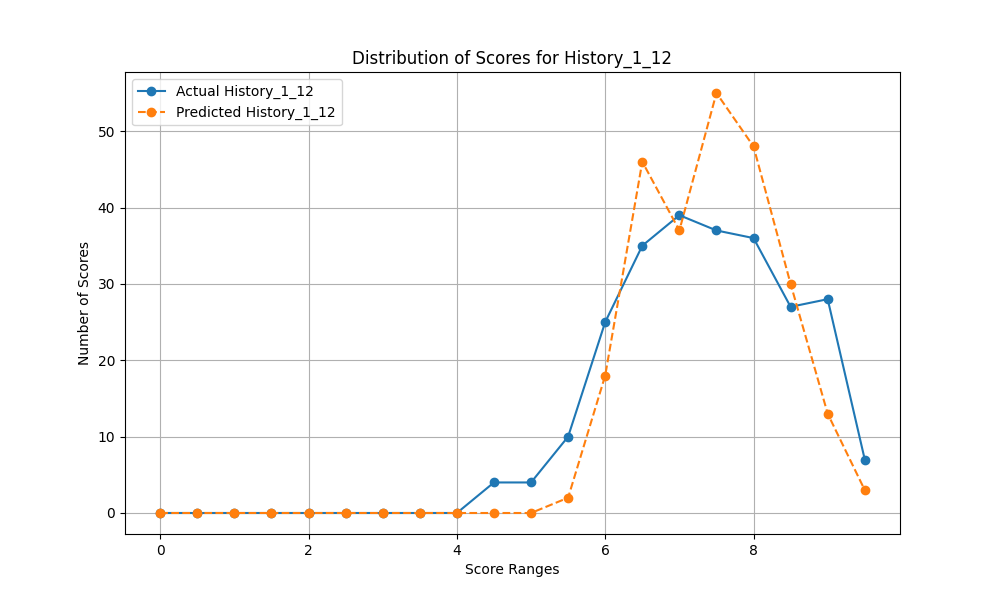 Distribution of Scores for History_1_12
Actual History_1_12
Predicted History_1_12
Number of Scores
50
40
30
20
10
0
0 2 4 6 8
Score Ranges